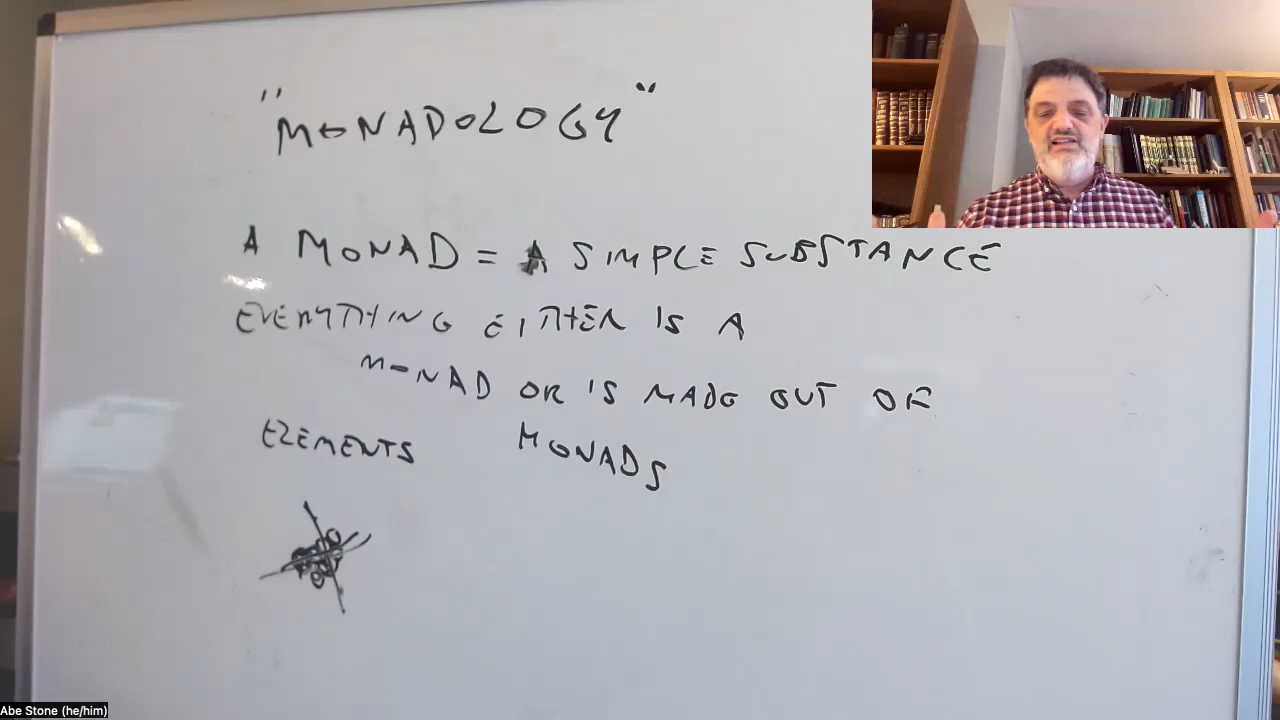 "MONADOLOGY"
A MONAD = A SIMPLE SUBSTANCE
EVERYTHING EITHER IS A
MONAD OR IS MADE OUT OF
ELEMENTS MONADS
Abe Stone (he/him)